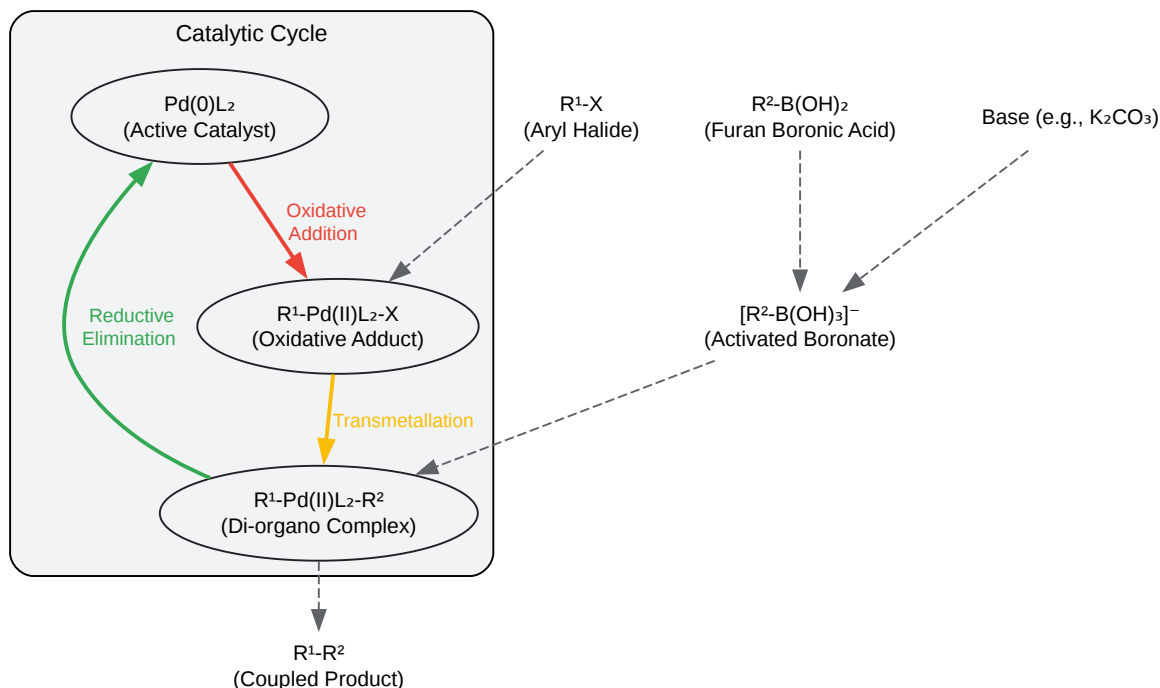 Catalytic Cycle
Pd(0)L₂
(Active Catalyst)
R¹-X
(Aryl Halide)
R²-B(OH)₂
(Furan Boronic Acid)
Base (e.g., K₂CO₃)
Oxidative
Addition
Reductive
Elimination
R¹-Pd(II)L₂-X
(Oxidative Adduct)
[R²-B(OH)₃]⁻
(Activated Boronate)
Transmetallation
R¹-Pd(II)L₂-R²
(Di-organo Complex)
R¹-R²
(Coupled Product)